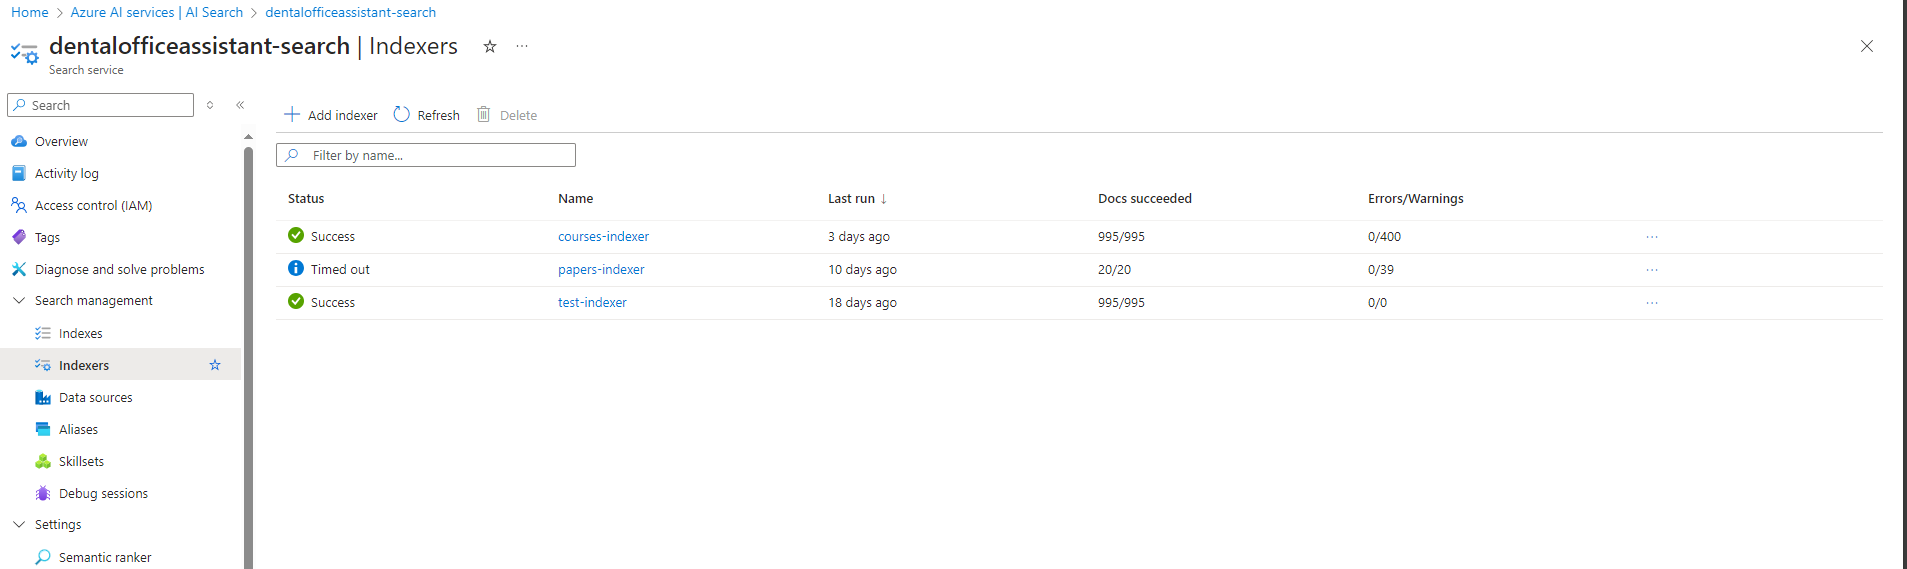 Home > Azure AI services | AI Search > dentalofficeassistant-search
dentalofficeassistant-search | Indexers
Search service
Search
Add indexer Refresh Delete
Filter by name...
Overview
Activity log
Access control (IAM)
Tags
Diagnose and solve problems
Search management
Indexes
Indexers
Data sources
Aliases
Skillsets
Debug sessions
Settings
Semantic ranker
Status Name Last run ↓ Docs succeeded Errors/Warnings
Success courses-indexer 3 days ago 995/995 0/400
Timed out papers-indexer 10 days ago 20/20 0/39
Success test-indexer 18 days ago 995/995 0/0